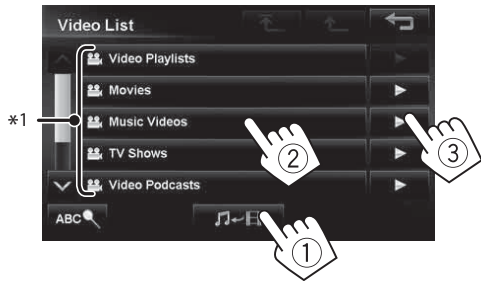 Video List
Video Playlists
Movies
*1
Music Videos
②
③
TV Shows
Video Podcasts
ABC
①